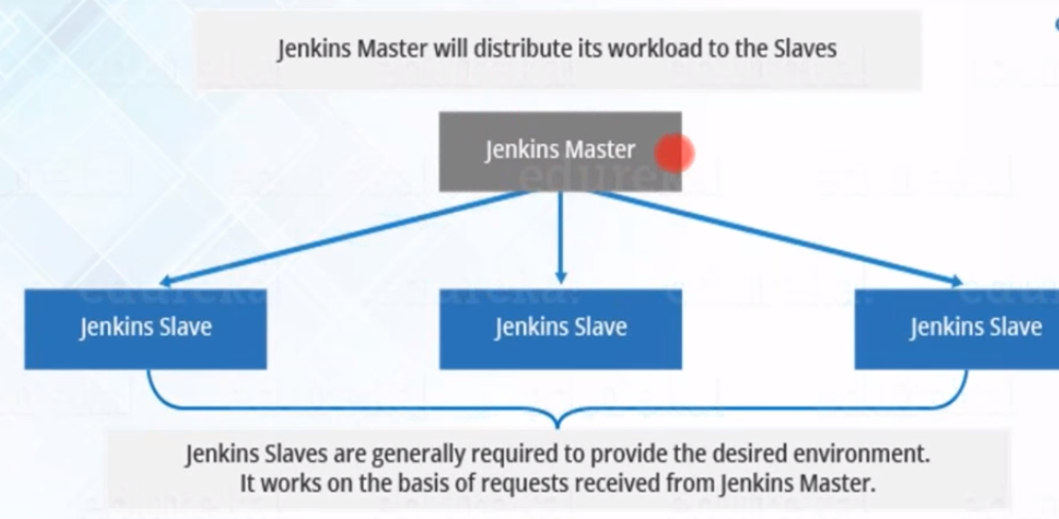 Jenkins Master will distribute its workload to the Slaves
Jenkins Master
edureka!
Jenkins Slave
Jenkins Slave
Jenkins Slave
Jenkins Slaves are generally required to provide the desired environment.
It works on the basis of requests received from Jenkins Master.